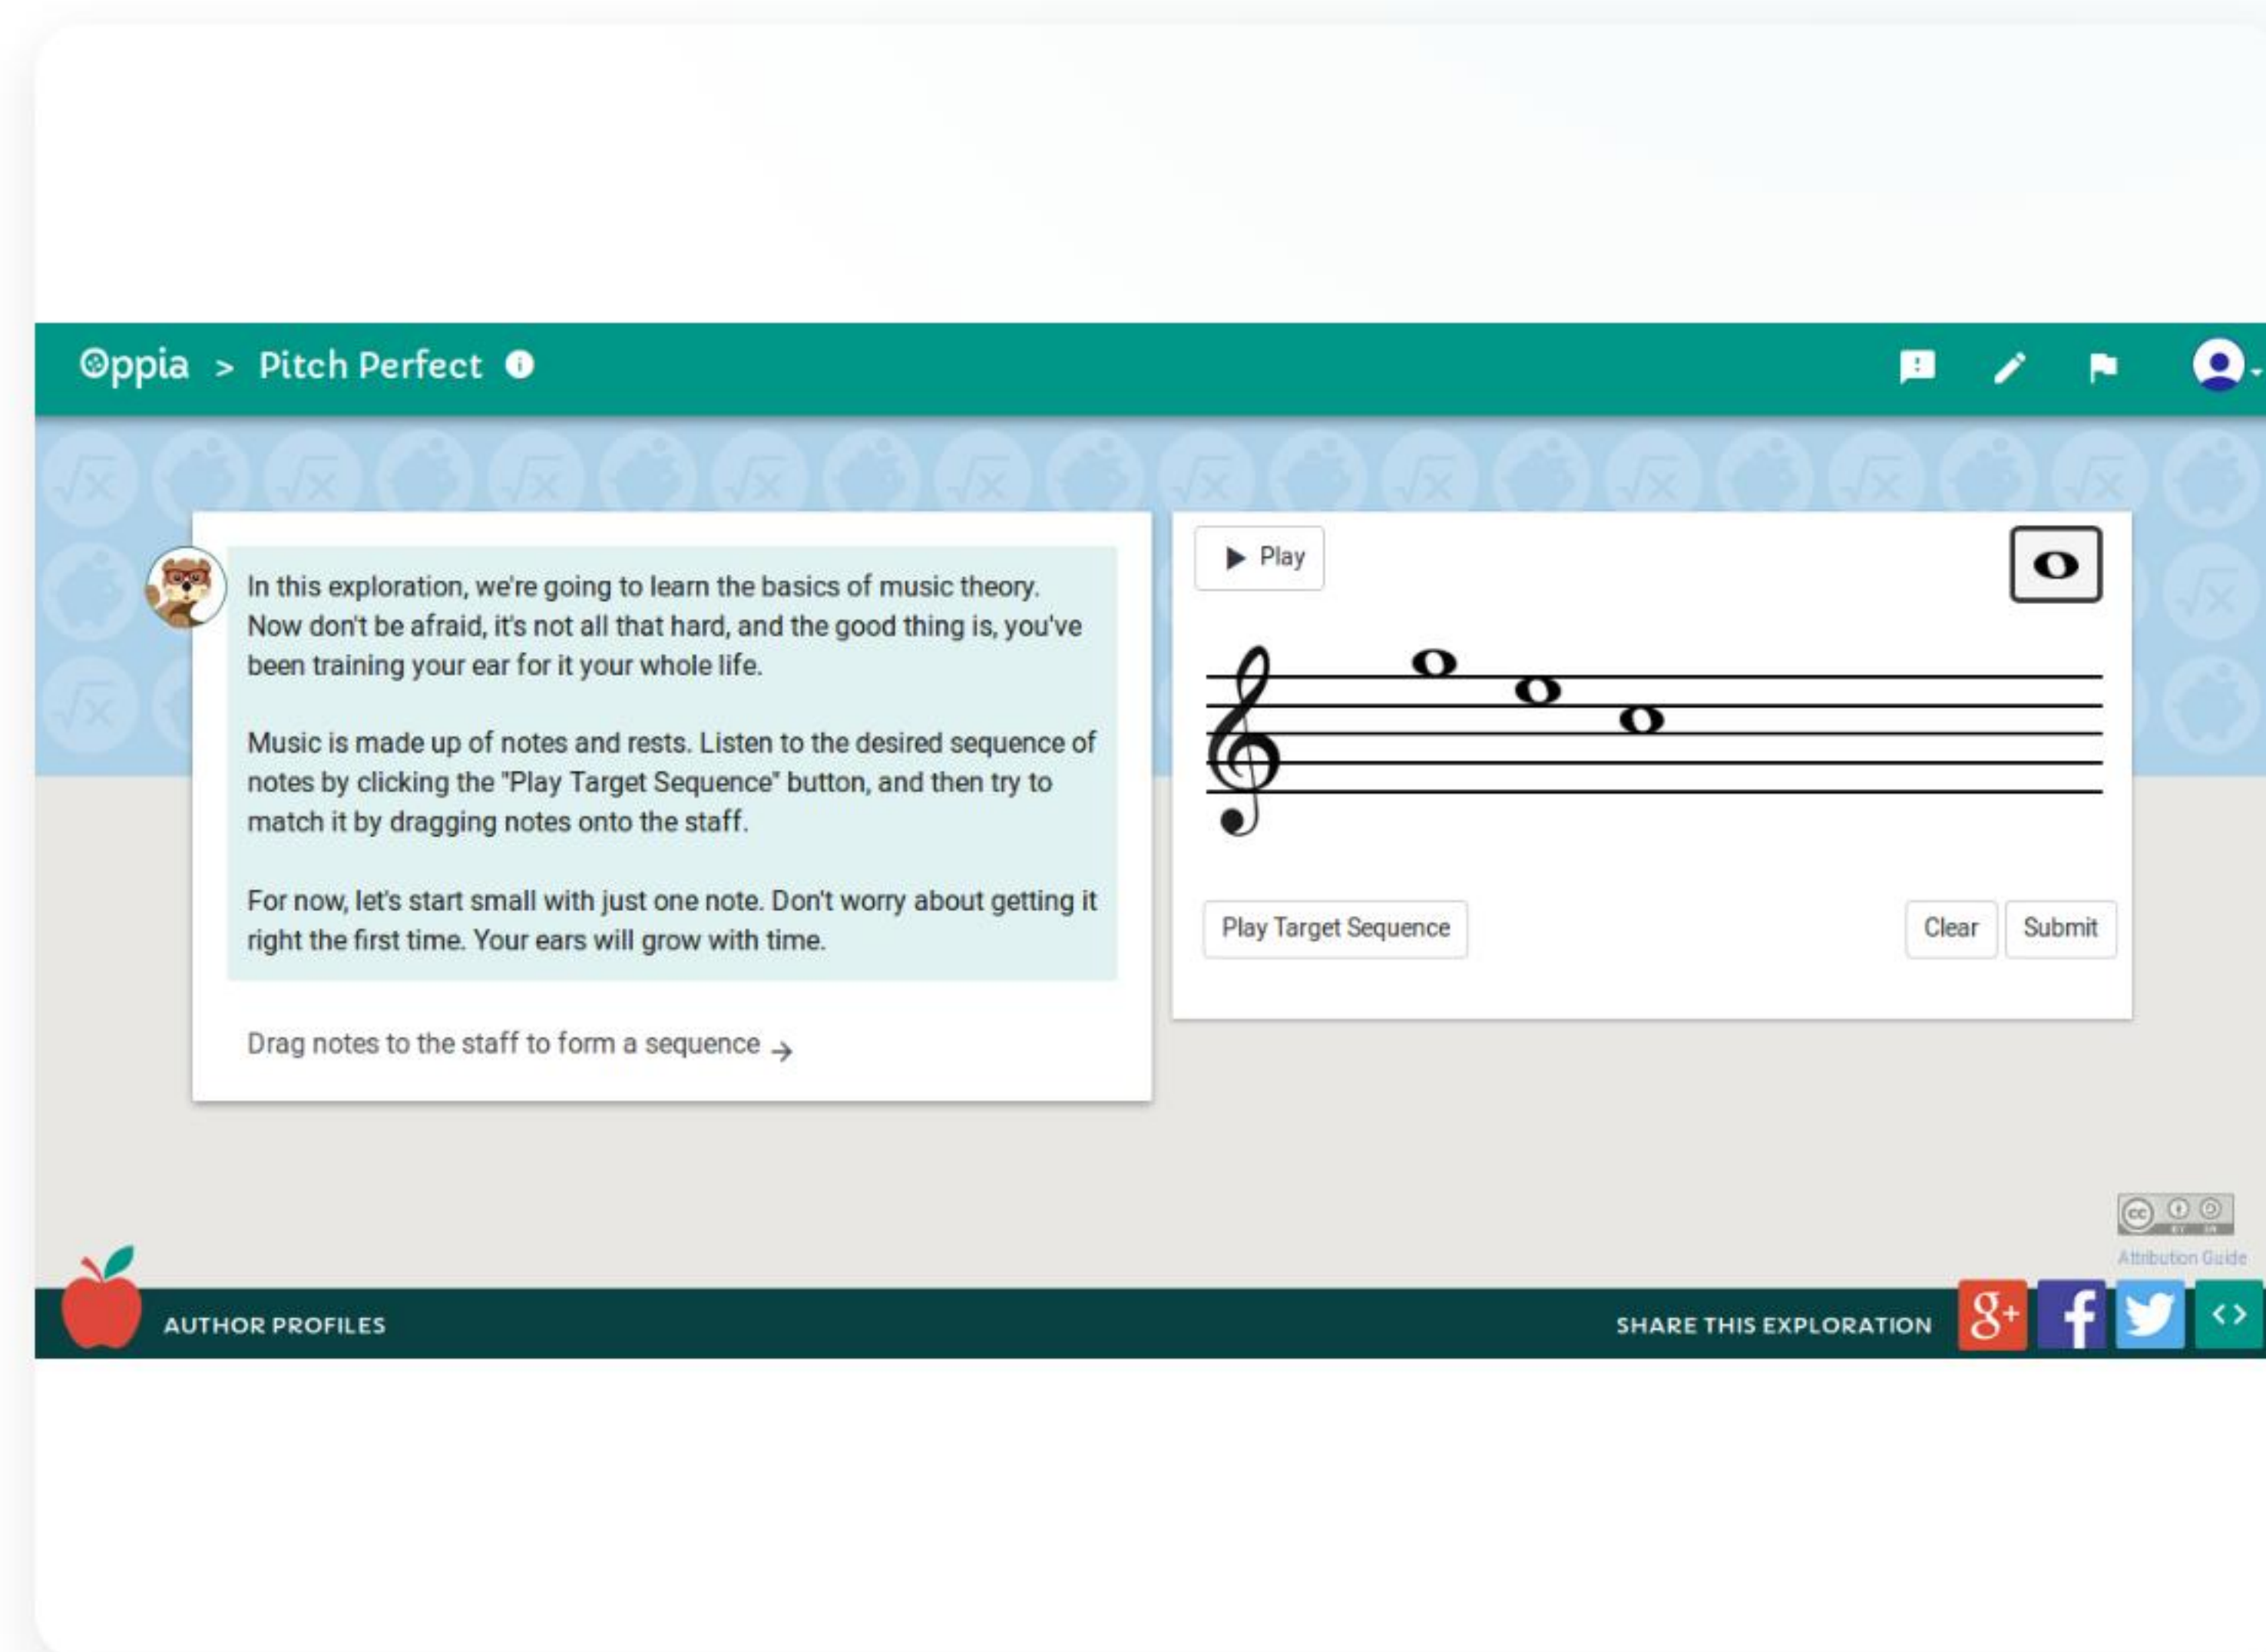 Oppia > Pitch Perfect
In this exploration, we're going to learn the basics of music theory.
Now don't be afraid, it's not all that hard, and the good thing is, you've
been training your ear for it your whole life.
Music is made up of notes and rests. Listen to the desired sequence of
notes by clicking the "Play Target Sequence" button, and then try to
match it by dragging notes onto the staff.
For now, let's start small with just one note. Don't worry about getting it
right the first time. Your ears will grow with time.
Drag notes to the staff to form a sequence →
Play
Play Target Sequence
Clear
Submit
cc
BY SA
Attribution Guide
AUTHOR PROFILES
SHARE THIS EXPLORATION
g+
f
<>